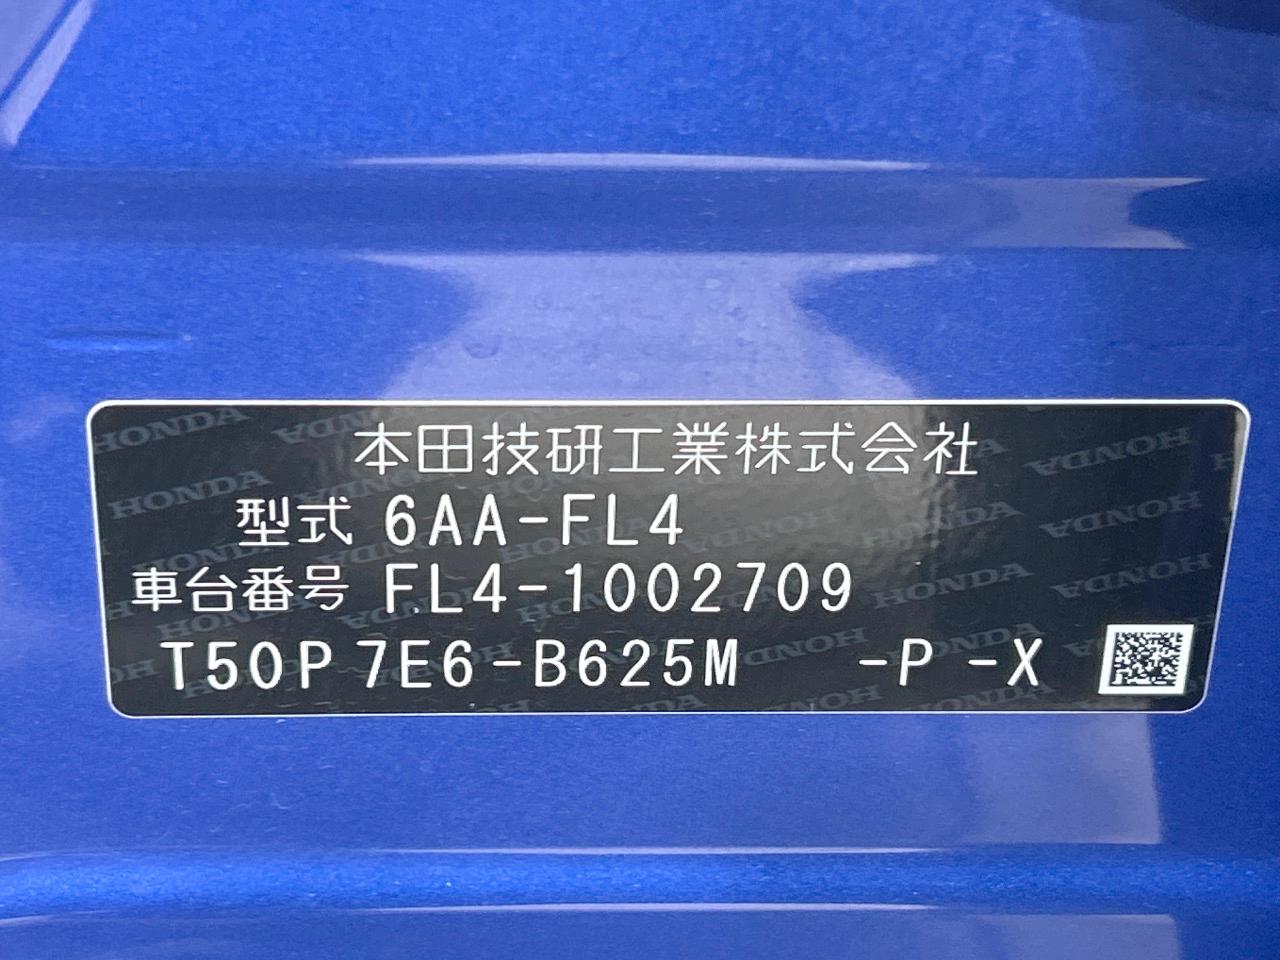 本田技研工業株式会社
型式 6AA-FL4
車台番号 FL4-1002709
T50P 7E6-B625M -P -X